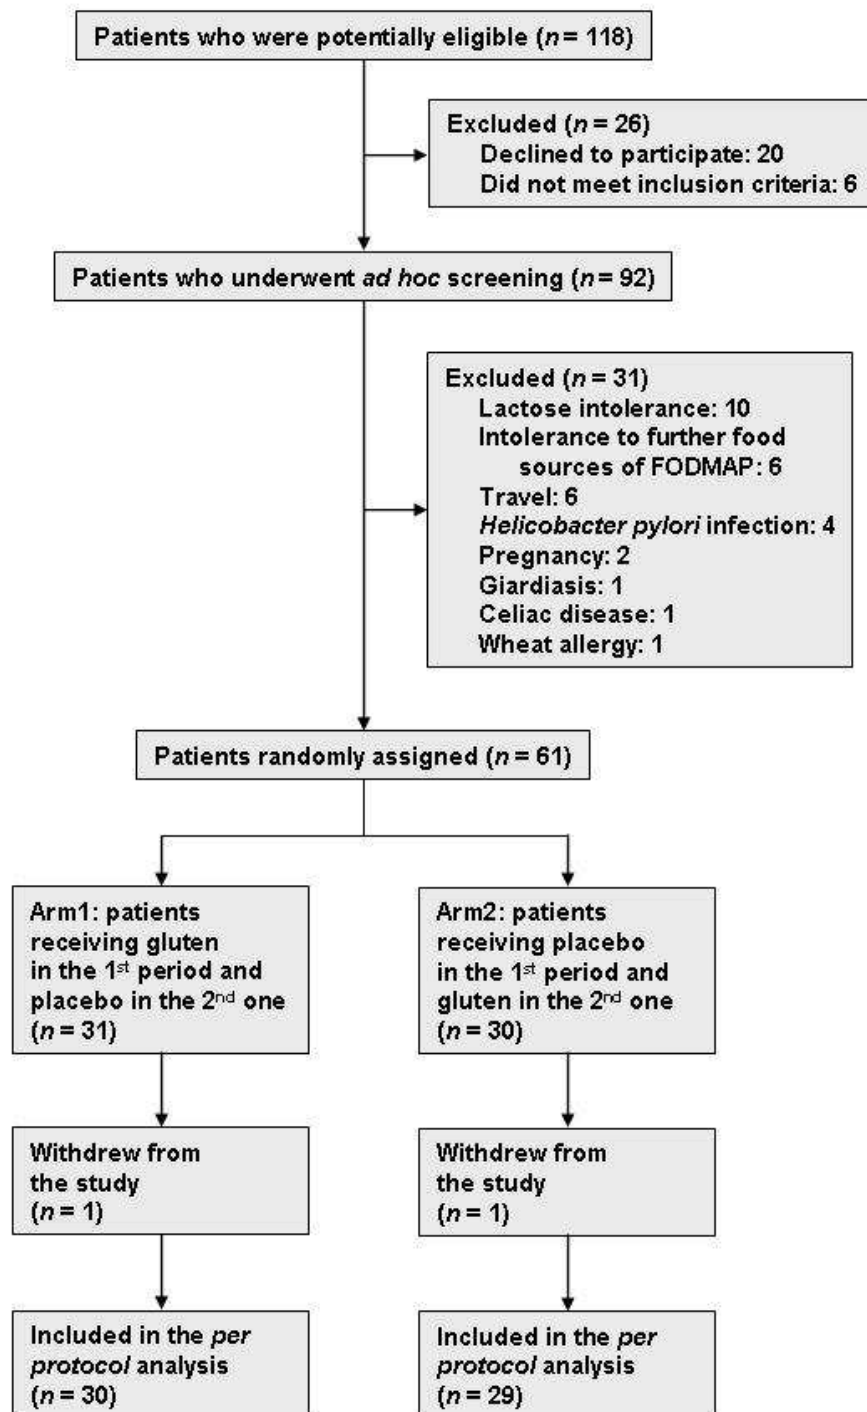 Patients who were potentially eligible (n = 118)
Excluded (n = 26)
Declined to participate: 20
Did not meet inclusion criteria: 6
Patients who underwent ad hoc screening (n = 92)
Excluded (n = 31)
Lactose intolerance: 10
Intolerance to further food
sources of FODMAP: 6
Travel: 6
Helicobacter pylori infection: 4
Pregnancy: 2
Giardiasis: 1
Celiac disease: 1
Wheat allergy: 1
Patients randomly assigned (n = 61)
Arm1: patients
receiving gluten
in the 1st period and
placebo in the 2nd one
(n = 31)
Arm2: patients
receiving placebo
in the 1st period and
gluten in the 2nd one
(n = 30)
Withdrew from
the study
(n = 1)
Withdrew from
the study
(n = 1)
Included in the per
protocol analysis
(n = 30)
Included in the per
protocol analysis
(n = 29)